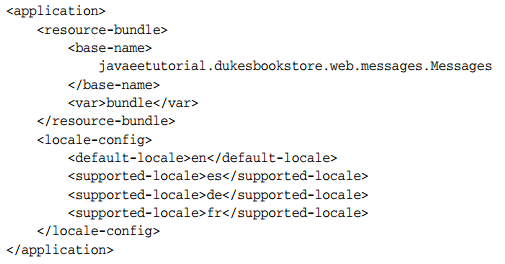 <application>
    <resource-bundle>
        <base-name>
            javaeetutorial.dukesbookstore.web.messages.Messages
        </base-name>
        <var>bundle</var>
    </resource-bundle>
    <locale-config>
        <default-locale>en</default-locale>
        <supported-locale>es</supported-locale>
        <supported-locale>de</supported-locale>
        <supported-locale>fr</supported-locale>
    </locale-config>
</application>